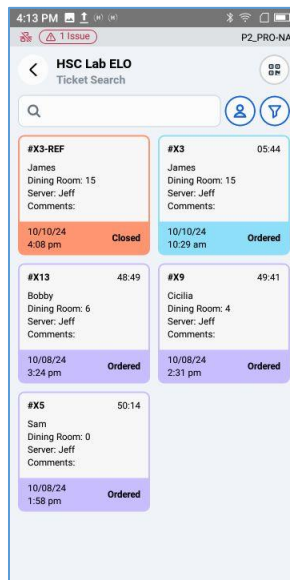 4:13 PM
1 Issue
P2_PRO-NA
HSC Lab ELO
Ticket Search
#X3-REF
James
Dining Room: 15
Server: Jeff
Comments:
10/10/24
4:08 pm
Closed
#X3 05:44
James
Dining Room: 15
Server: Jeff
Comments:
10/10/24
10:29 am
Ordered
#X13 48:49
Bobby
Dining Room: 6
Server: Jeff
Comments:
10/08/24
3:24 pm
Ordered
#X9 49:41
Cicilia
Dining Room: 4
Server: Jeff
Comments:
10/08/24
2:31 pm
Ordered
#X5 50:14
Sam
Dining Room: 0
Server: Jeff
Comments:
10/08/24
1:58 pm
Ordered